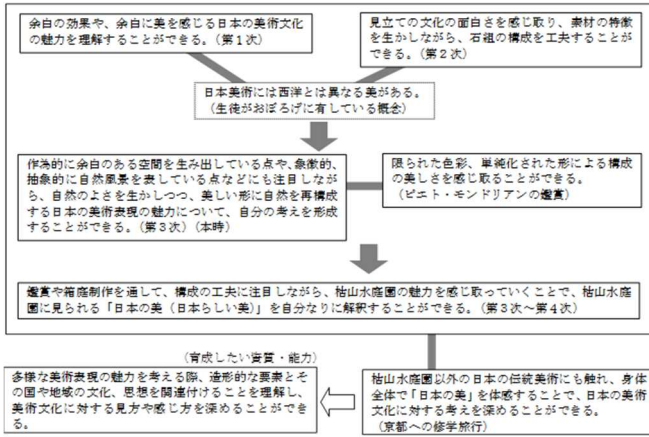 余白の効果や、余白に美を感じる日本の美術文化
の魅力を理解することができる。(第1次)
見立ての文化の面白さを感じ取り、素材の特徴
を生かしながら、石組の構成を工夫することがで
きる。(第2次)
日本美術には西洋とは異なる美がある。
(生徒がおぼろげに有している概念)
作為的に余白のある空間を生み出している点や、象徴的、
抽象的に自然風景を表している点などにも注目しなが
ら、自然のよさを生かしつつ、美しい形に自然を再構成
する日本の美術表現の魅力について、自分の考えを形成
することができる。(第3次)(本時)
限られた色彩、単純化された形による構成
の美しさを感じ取ることができる。
(ピエト・モンドリアンの鑑賞)
鑑賞や箱庭制作を通して、構成の工夫に注目しながら、枯山水庭園の魅力を感じ取っていくことで、枯山水庭
園に見られる「日本の美(日本らしい美)」を自分なりに解釈することができる。(第3次~第4次)
(育成したい資質・能力)
多様な美術表現の魅力を考える際、造形的な要素とそ
の国や地域の文化、思想を関連付けることを理解し、
美術文化に対する見方や感じ方を深めることができ
る。
枯山水庭園以外の日本の伝統美術にも触れ、身体
全体で「日本の美」を体感することで、日本の美術
文化に対する考えを深めることができる。
(京都への修学旅行)